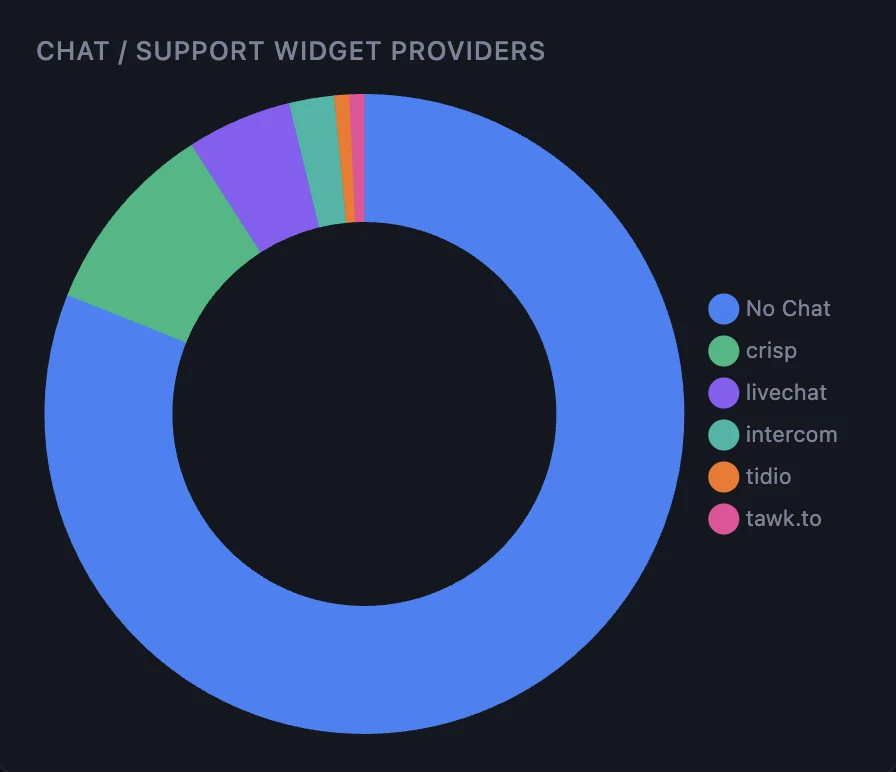 CHAT / SUPPORT WIDGET PROVIDERS
No Chat
crisp
livechat
intercom
tidio
tawk.to